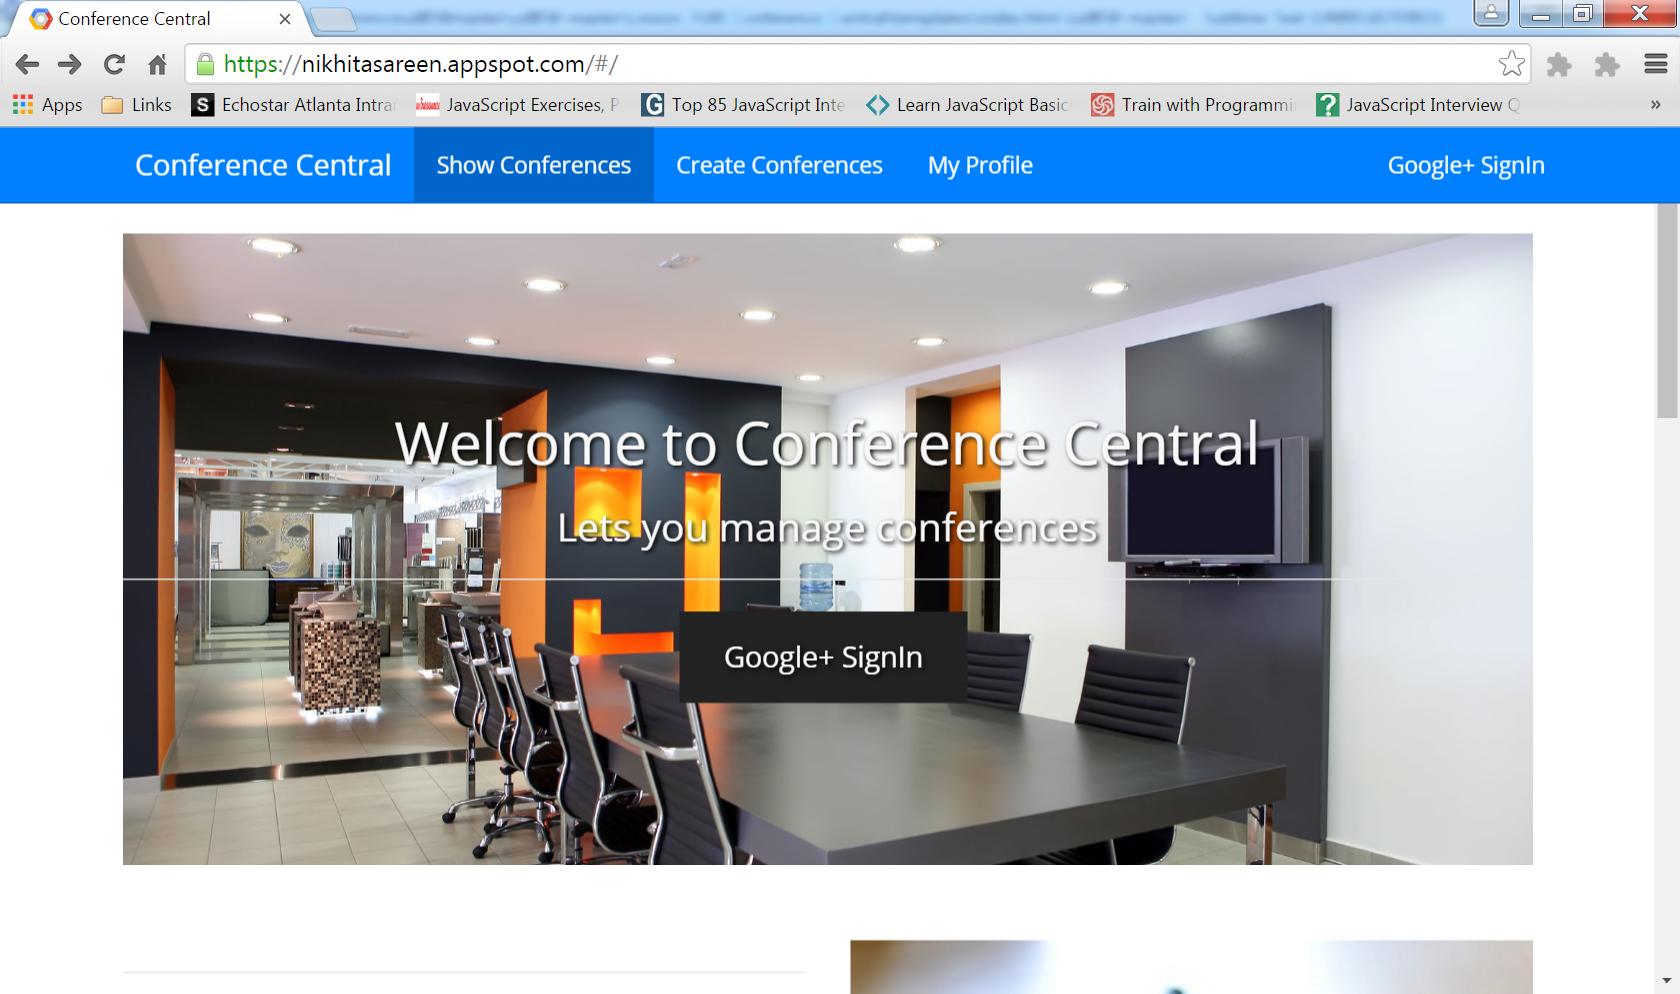 Conference Central
https://nikhitasareen.appspot.com/#/
Apps Links Echostar Atlanta Intra JavaScript Exercises, P Top 85 JavaScript Inte Learn JavaScript Basic Train with Programmi JavaScript Interview Q »
Conference Central Show Conferences Create Conferences My Profile Google+ SignIn
Welcome to Conference Central
Lets you manage conferences
Google+ SignIn